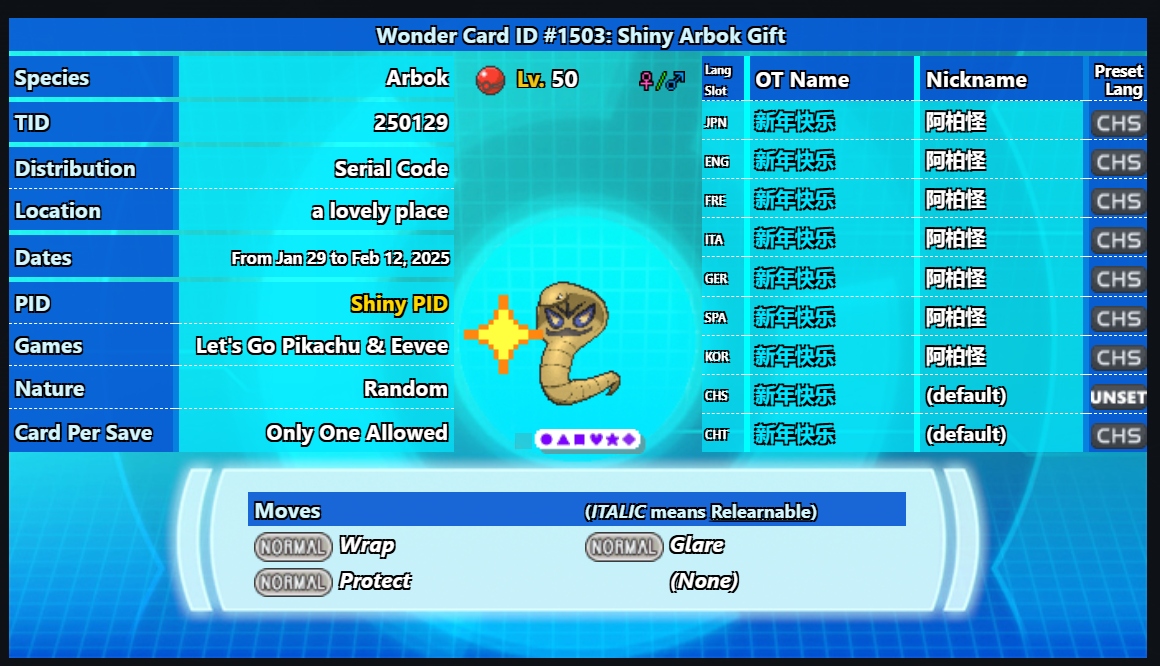 Wonder Card ID #1503: Shiny Arbok Gift
Species Arbok
TID 250129
Distribution Serial Code
Location a lovely place
Dates From Jan 29 to Feb 12, 2025
PID Shiny PID
Games Let's Go Pikachu & Eevee
Nature Random
Card Per Save Only One Allowed
Lv. 50 ♀/♂
Lang Slot OT Name Nickname Preset Lang
JPN 新年快乐 阿柏怪 CHS
ENG 新年快乐 阿柏怪 CHS
FRE 新年快乐 阿柏怪 CHS
ITA 新年快乐 阿柏怪 CHS
GER 新年快乐 阿柏怪 CHS
SPA 新年快乐 阿柏怪 CHS
KOR 新年快乐 阿柏怪 CHS
CHS 新年快乐 (default) UNSET
CHT 新年快乐 (default) CHS
Moves (ITALIC means Relearnable)
NORMAL Wrap NORMAL Glare
NORMAL Protect (None)